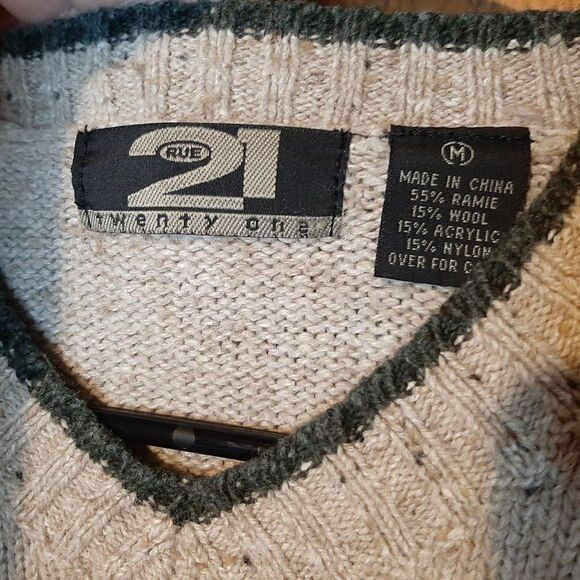 RUE
21
twenty one
M
MADE IN CHINA
55% RAMIE
15% WOOL
15% ACRYLIC
15% NYLON
OVER FOR